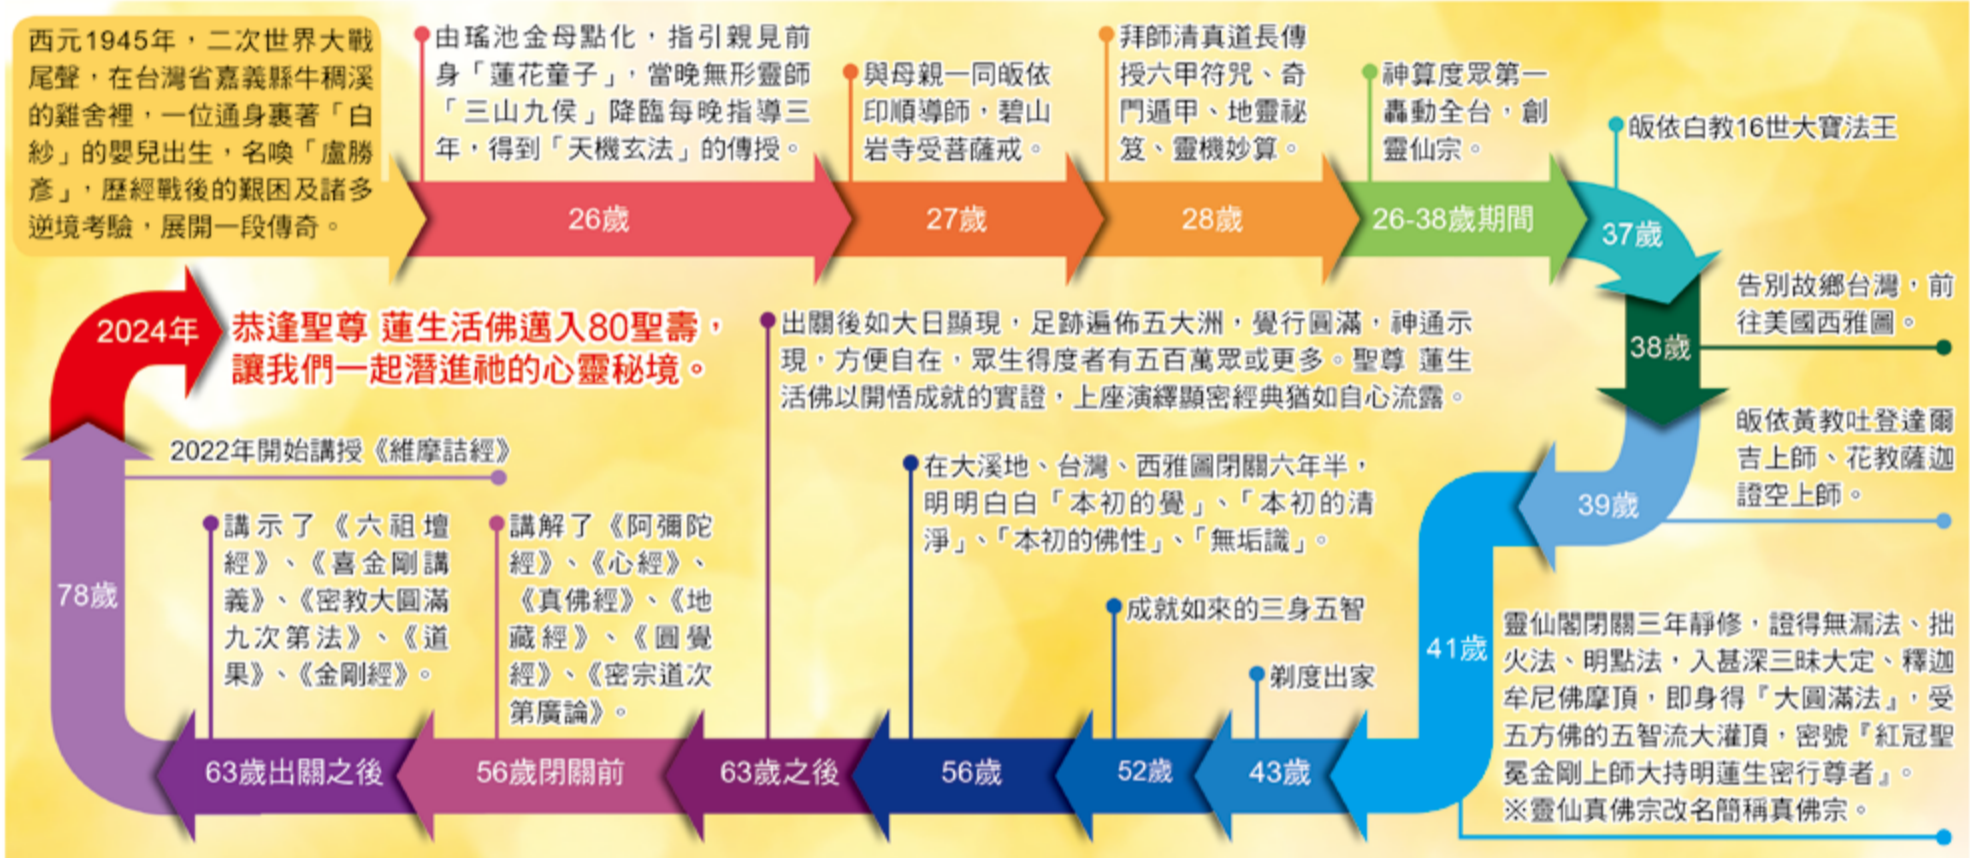 西元1945年，二次世界大戰
尾聲，在台灣省嘉義縣牛稠溪
的雞舍裡，一位通身裹著「白
紗」的嬰兒出生，名喚「盧勝
彥」，歷經戰後的艱困及諸多
逆境考驗，展開一段傳奇。
由瑤池金母點化，指引親見前
身「蓮花童子」，當晚無形靈師
「三山九侯」降臨每晚指導三
年，得到「天機玄法」的傳授。
26歲
與母親一同皈依
印順導師，碧山
岩寺受菩薩戒。
27歲
拜師清真道長傳
授六甲符咒、奇
門遁甲、地靈祕
笈、靈機妙算。
28歲
神算度眾第一
轟動全台，創
靈仙宗。
26-38歲期間
皈依白教16世大寶法王
37歲
告別故鄉台灣，前
往美國西雅圖。
38歲
皈依黃教吐登達爾
吉上師、花教薩迦
證空上師。
39歲
靈仙閣閉關三年靜修，證得無漏法、拙
火法、明點法，入甚深三昧大定、釋迦
牟尼佛摩頂，即身得『大圓滿法』，受
五方佛的五智流大灌頂，密號『紅冠聖
冕金剛上師大持明蓮生密行尊者』。
※靈仙真佛宗改名簡稱真佛宗。
41歲
剃度出家
43歲
成就如來的三身五智
52歲
在大溪地、台灣、西雅圖閉關六年半，
明明白白「本初的覺」、「本初的清
淨」、「本初的佛性」、「無垢識」。
56歲
出關後如大日顯現，足跡遍佈五大洲，覺行圓滿，神通示
現，方便自在，眾生得度者有五百萬眾或更多。聖尊 蓮生
活佛以開悟成就的實證，上座演繹顯密經典猶如自心流露。
63歲之後
講解了《阿彌陀
經》、《心經》、
《真佛經》、《地
藏經》、《圓覺
經》、《密宗道次
第廣論》。
56歲閉關前
講示了《六祖壇
經》、《喜金剛講
義》、《密教大圓滿
九次第法》、《道
果》、《金剛經》。
63歲出關之後
2022年開始講授《維摩詰經》
78歲
2024年
恭逢聖尊 蓮生活佛邁入80聖壽，
讓我們一起潛進祂的心靈秘境。